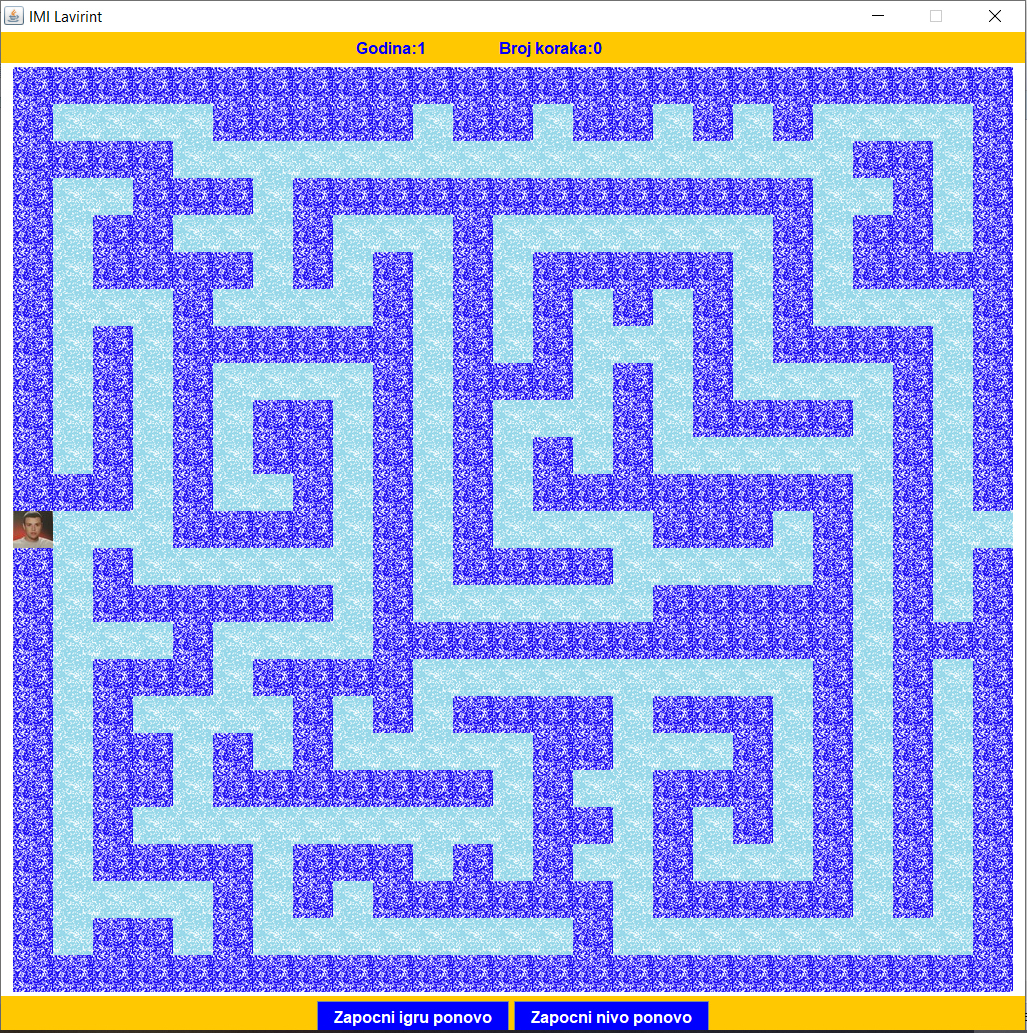 IMI Lavirint
Godina:1 Broj koraka:0
Zapocni igru ponovo Zapocni nivo ponovo